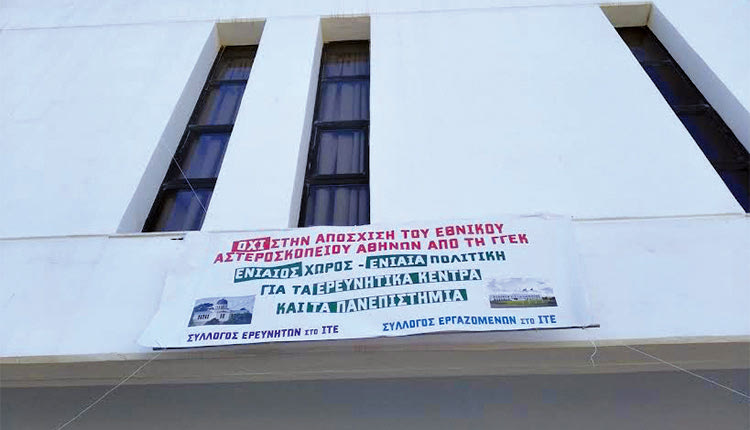 ΟΧΙ ΣΤΗΝ ΑΠΟΣΧΙΣΗ ΤΟΥ ΕΘΝΙΚΟΥ
ΑΣΤΕΡΟΣΚΟΠΕΙΟΥ ΑΘΗΝΩΝ ΑΠΟ ΤΗ ΓΓΕΚ
ΕΝΙΑΙΟΣ ΧΩΡΟΣ - ΕΝΙΑΙΑ ΠΟΛΙΤΙΚΗ
ΓΙΑ ΤΑ ΕΡΕΥΝΗΤΙΚΑ ΚΕΝΤΡΑ
ΚΑΙ ΤΑ ΠΑΝΕΠΙΣΤΗΜΙΑ
ΣΥΛΛΟΓΟΣ ΕΡΕΥΝΗΤΩΝ ΣΤΟ ΙΤΕ
ΣΥΛΛΟΓΟΣ ΕΡΓΑΖΟΜΕΝΩΝ ΣΤΟ ΙΤΕ